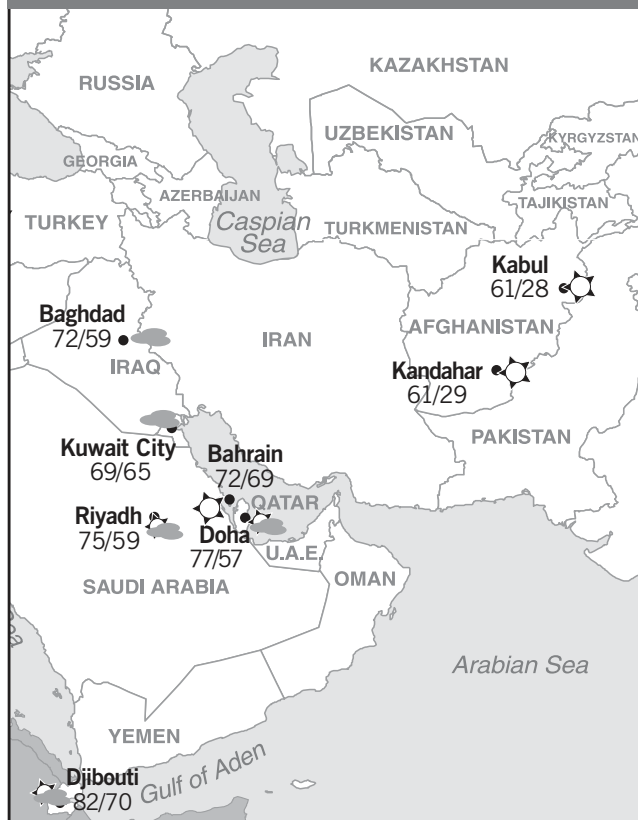 KAZAKHSTAN
RUSSIA
UZBEKISTAN
KYRGYZSTAN
GEORGIA
AZERBAIJAN
TAJIKISTAN
TURKEY
Caspian
Sea
TURKMENISTAN
Kabul
61/28
Baghdad
72/59
IRAN
AFGHANISTAN
IRAQ
Kandahar
61/29
PAKISTAN
Kuwait City
69/65
Bahrain
72/69
QATAR
Riyadh
75/59
Doha
77/57
U.A.E.
SAUDI ARABIA
OMAN
Arabian Sea
YEMEN
Gulf of Aden
Djibouti
82/70